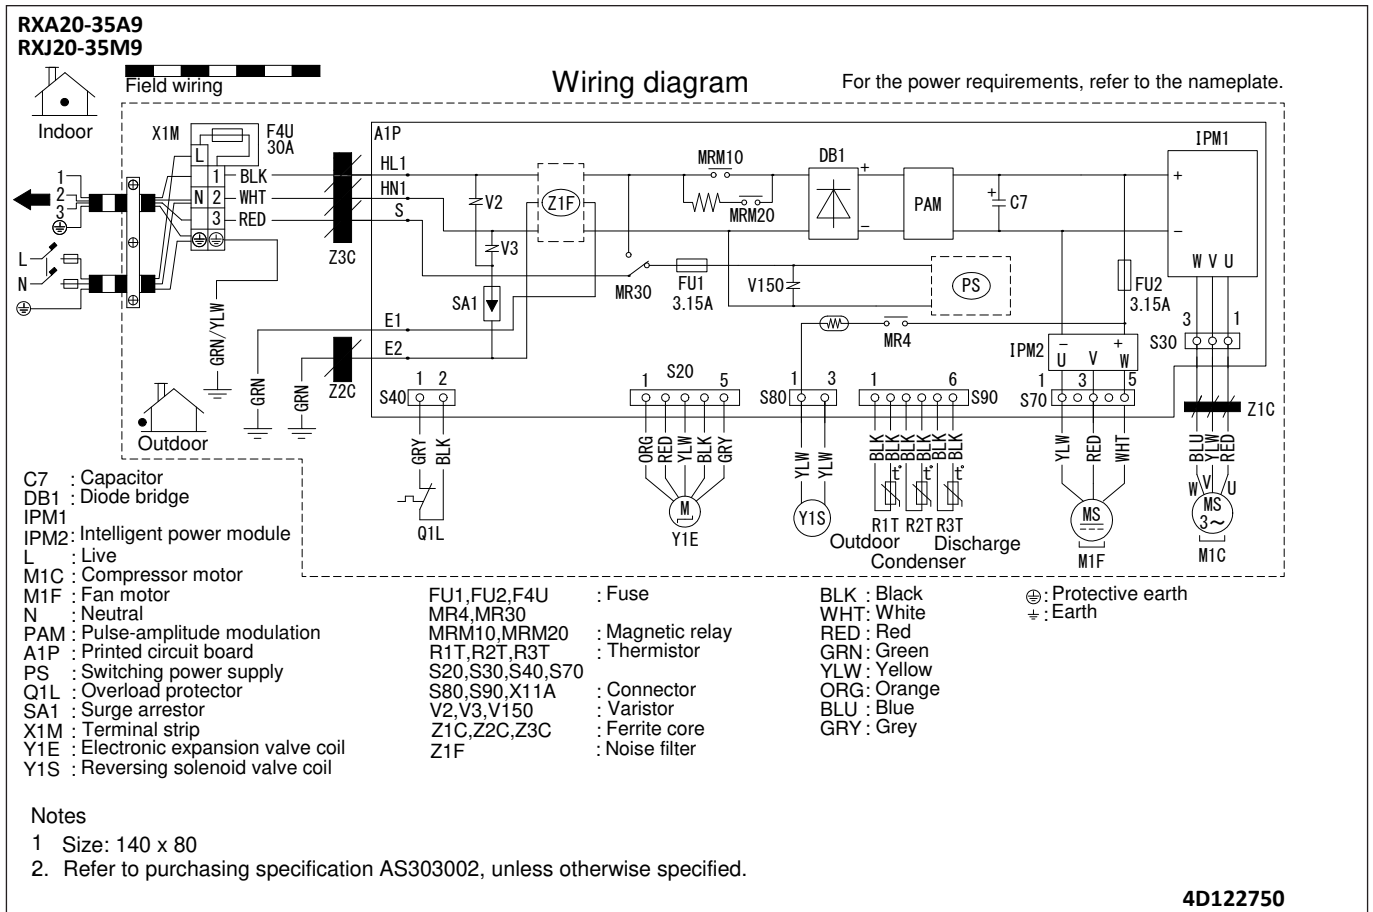 RXA20-35A9
RXJ20-35M9
Field wiring
Wiring diagram
For the power requirements, refer to the nameplate.
Indoor
X1M
F4U
30A
A1P
IPM1
L
HL1
MRM10
DB1
1
1 BLK
HN1
2
N 2 WHT
V2
Z1F
MRM20
PAM
C7
+
3
3 RED
S
+
-
+
-
Z3C
V3
L
N
MR30
FU1
3.15A
V150
PS
FU2
3.15A
W V U
SA1
GRN/YLW
E1
E2
MR4
IPM2
- +
U V W
3 1
S30
GRN
GRN
Z2C
1 2
S40
S20
1 5
1 3
S80
1 6
S90
1 3 5
S70
Z1C
Outdoor
GRY
BLK
ORG
RED
YLW
BLK
GRY
YLW
YLW
BLK
BLK
BLK
BLK
BLK
BLK
YLW
RED
WHT
BLU
YLW
RED
t° t° t°
W V U
Q1L
M
Y1E
Y1S
R1T R2T R3T
Outdoor
Discharge
Condenser
MS
M1F
MS
3~
M1C
C7 : Capacitor
DB1 : Diode bridge
IPM1
IPM2 : Intelligent power module
L : Live
M1C : Compressor motor
M1F : Fan motor
N : Neutral
PAM : Pulse-amplitude modulation
A1P : Printed circuit board
PS : Switching power supply
Q1L : Overload protector
SA1 : Surge arrestor
X1M : Terminal strip
Y1E : Electronic expansion valve coil
Y1S : Reversing solenoid valve coil
FU1,FU2,F4U : Fuse
MR4,MR30
MRM10,MRM20 : Magnetic relay
R1T,R2T,R3T : Thermistor
S20,S30,S40,S70
S80,S90,X11A : Connector
V2,V3,V150 : Varistor
Z1C,Z2C,Z3C : Ferrite core
Z1F : Noise filter
BLK : Black
WHT : White
RED : Red
GRN : Green
YLW : Yellow
ORG : Orange
BLU : Blue
GRY : Grey
: Protective earth
: Earth
Notes
1 Size: 140 x 80
2. Refer to purchasing specification AS303002, unless otherwise specified.
4D122750